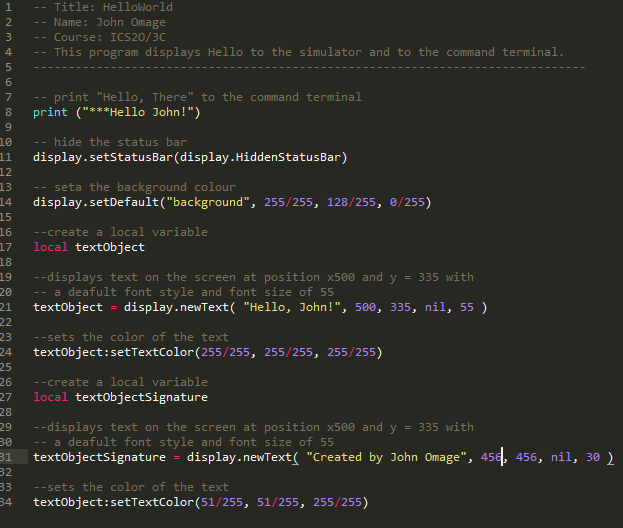 1 -- Title: HelloWorld
2 -- Name: John Omage
3 -- Course: ICS2O/3C
4 -- This program displays Hello to the simulator and to the command terminal.
5 -------------------------------------------------------------------------------
6
7 -- print "Hello, There" to the command terminal
8 print ("***Hello John!")
9
10 -- hide the status bar
11 display.setStatusBar(display.HiddenStatusBar)
12
13 -- seta the background colour
14 display.setDefault("background", 255/255, 128/255, 0/255)
15
16 --create a local variable
17 local textObject
18
19 --displays text on the screen at position x500 and y = 335 with
20 -- a deafult font style and font size of 55
21 textObject = display.newText( "Hello, John!", 500, 335, nil, 55 )
22
23 --sets the color of the text
24 textObject:setTextColor(255/255, 255/255, 255/255)
25
26 --create a local variable
27 local textObjectSignature
28
29 --displays text on the screen at position x500 and y = 335 with
30 -- a deafult font style and font size of 55
31 textObjectSignature = display.newText( "Created by John Omage", 456, 456, nil, 30 )
32
33 --sets the color of the text
34 textObject:setTextColor(51/255, 51/255, 255/255)